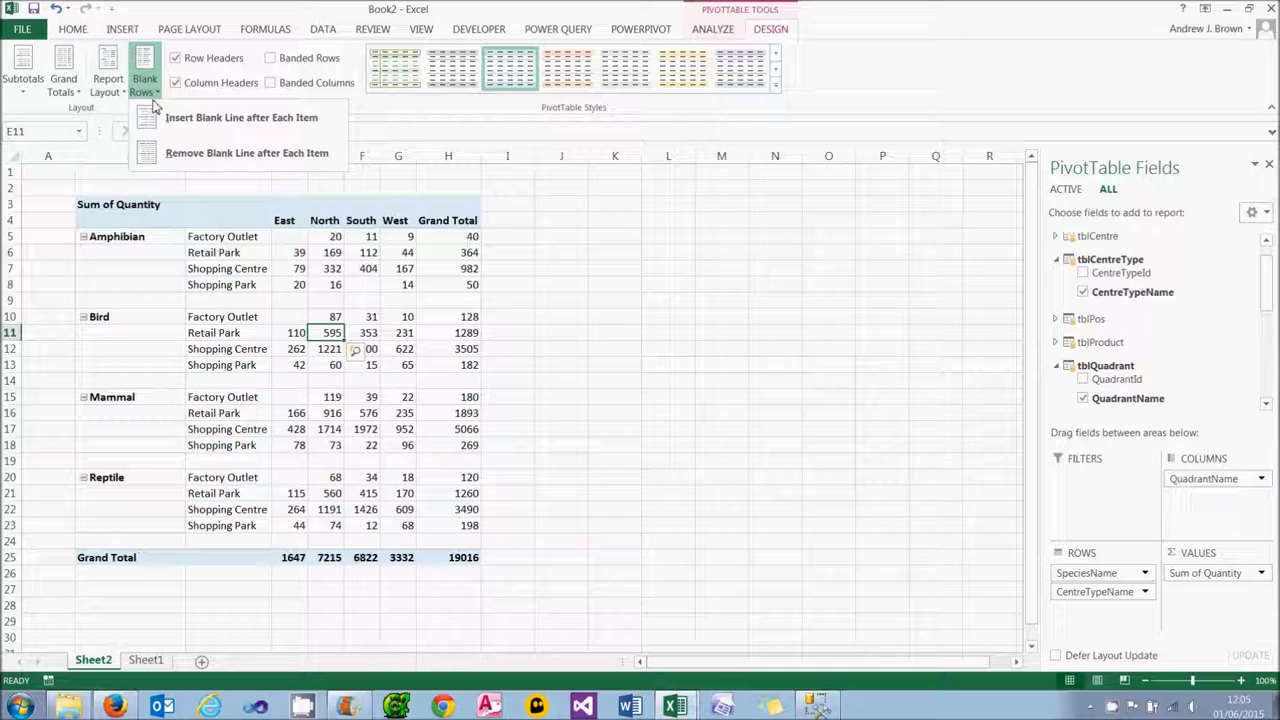 Book2 - Excel
PIVOTTABLE TOOLS
FILE HOME INSERT PAGE LAYOUT FORMULAS DATA REVIEW VIEW DEVELOPER POWER QUERY POWERPIVOT ANALYZE DESIGN
Andrew J. Brown
Subtotals
Grand Totals
Report Layout
Blank Rows
Row Headers
Banded Rows
Column Headers
Banded Columns
Layout
PivotTable Styles
Insert Blank Line after Each Item
Remove Blank Line after Each Item
E11
A F G H I J K L M N O P Q R
1
2
3 Sum of Quantity
4 East North South West Grand Total
5 Amphibian Factory Outlet 20 11 9 40
6 Retail Park 39 169 112 44 364
7 Shopping Centre 79 332 404 167 982
8 Shopping Park 20 16 14 50
9
10 Bird Factory Outlet 87 31 10 128
11 Retail Park 110 595 353 231 1289
12 Shopping Centre 262 1221 00 622 3505
13 Shopping Park 42 60 15 65 182
14
15 Mammal Factory Outlet 119 39 22 180
16 Retail Park 166 916 576 235 1893
17 Shopping Centre 428 1714 1972 952 5066
18 Shopping Park 78 73 22 96 269
19
20 Reptile Factory Outlet 68 34 18 120
21 Retail Park 115 560 415 170 1260
22 Shopping Centre 264 1191 1426 609 3490
23 Shopping Park 44 74 12 68 198
24
25 Grand Total 1647 7215 6822 3332 19016
26
27
28
29
30
PivotTable Fields
ACTIVE ALL
Choose fields to add to report:
tblCentre
tblCentreType
CentreTypeId
CentreTypeName
tblPos
tblProduct
tblQuadrant
QuadrantId
QuadrantName
Drag fields between areas below:
FILTERS
COLUMNS
QuadrantName
ROWS
SpeciesName
CentreTypeName
Σ VALUES
Sum of Quantity
Defer Layout Update
UPDATE
Sheet2 Sheet1
READY
100%
12:05
01/06/2015